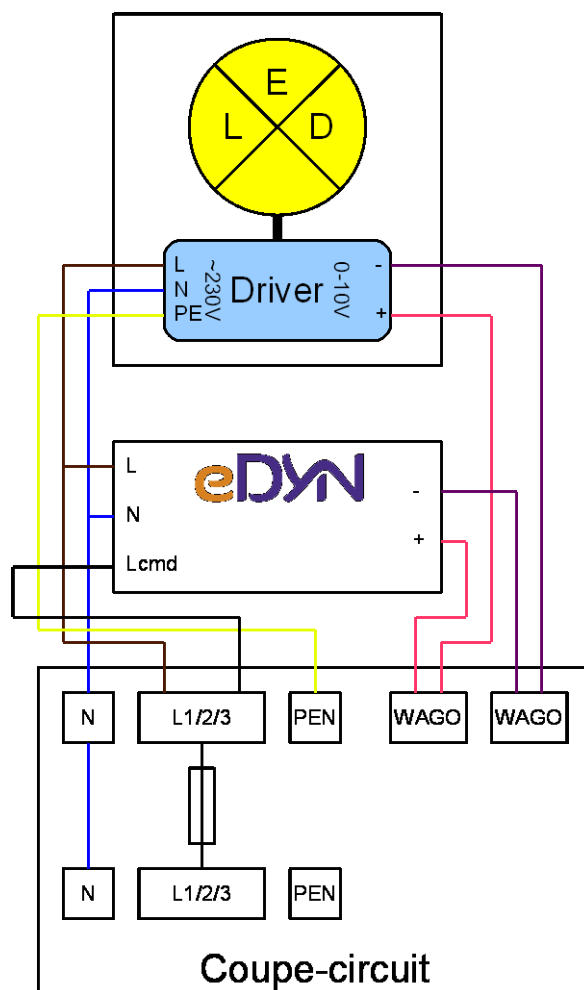 E
L D
L
N
PE
~230V
Driver
0-10V
-
+
eDYN
L
N
Lcmd
-
+
N
L1/2/3
PEN
WAGO
WAGO
N
L1/2/3
PEN
Coupe-circuit